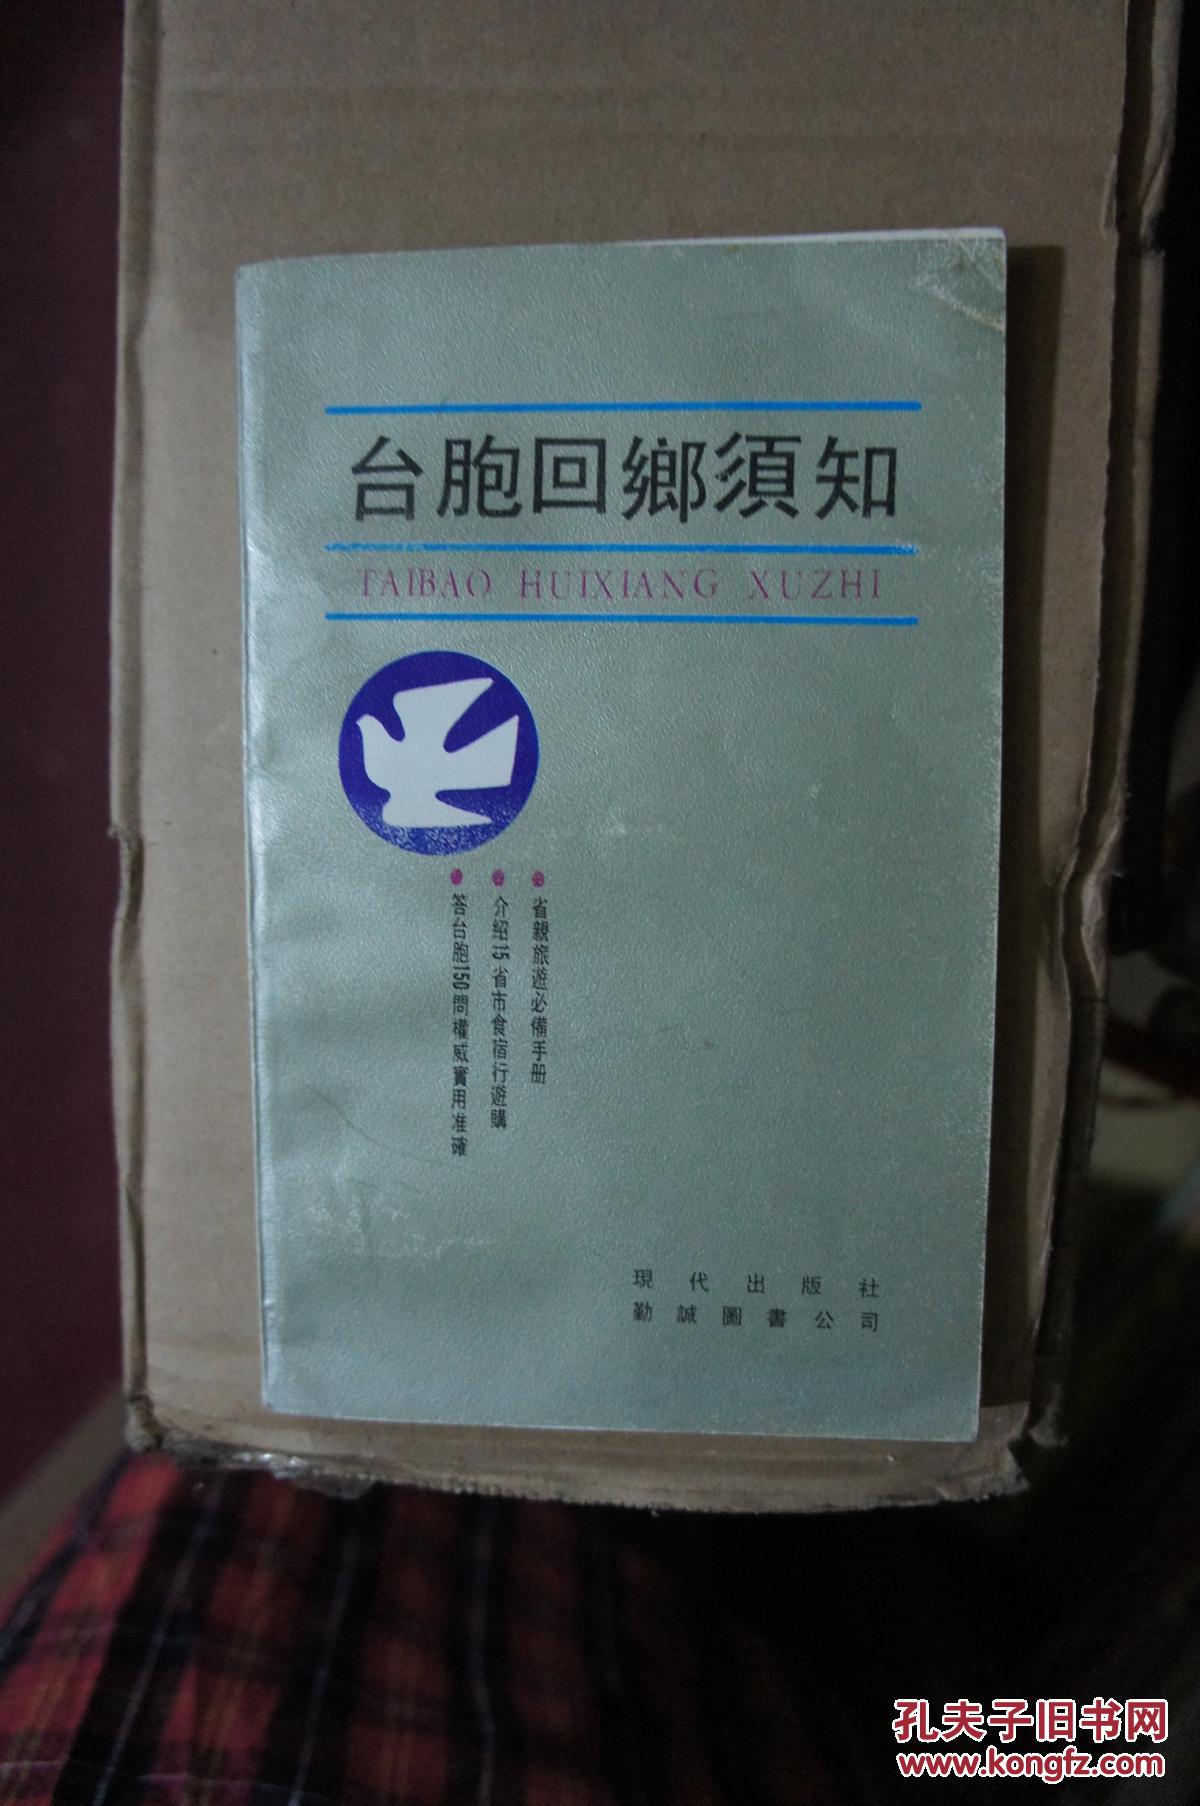 台胞回鄉須知
TAIBAO HUIXIANG XUZHI
省親旅遊必備手册
介紹15省市食宿行遊購
答台胞150問權威實用准確
現代出版社
勤誠圖書公司
孔夫子旧书网
www.kongfz.com